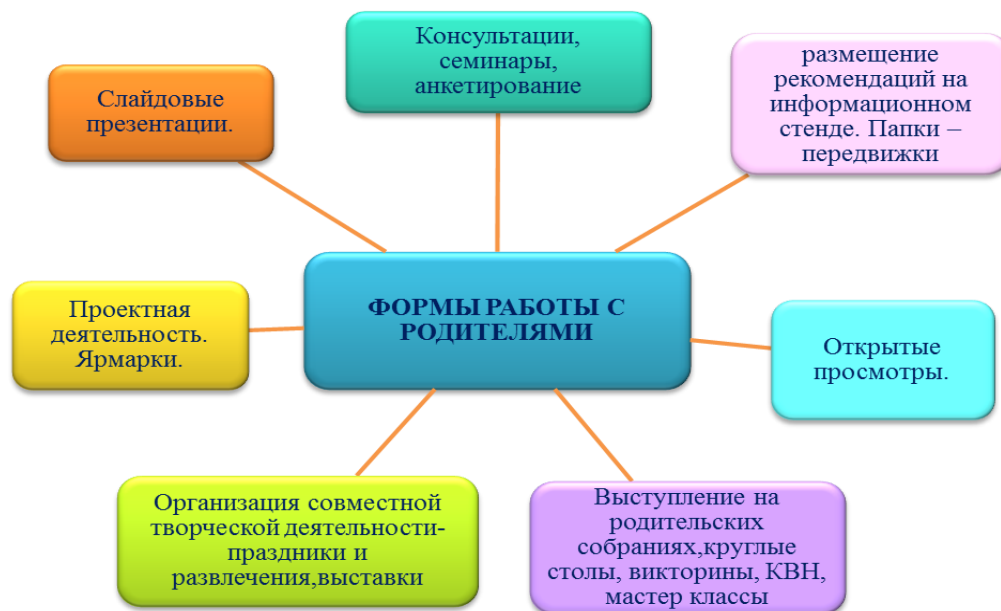 Консультации,
семинары,
анкетирование
размещение
рекомендаций на
информационном
стенде. Папки –
передвижки
Слайдовые
презентации.
ФОРМЫ РАБОТЫ С
РОДИТЕЛЯМИ
Проектная
деятельность.
Ярмарки.
Открытые
просмотры.
Организация совместной
творческой деятельности-
праздники и
развлечения,выставки
Выступление на
родительских
собраниях,круглые
столы, викторины, КВН,
мастер классы